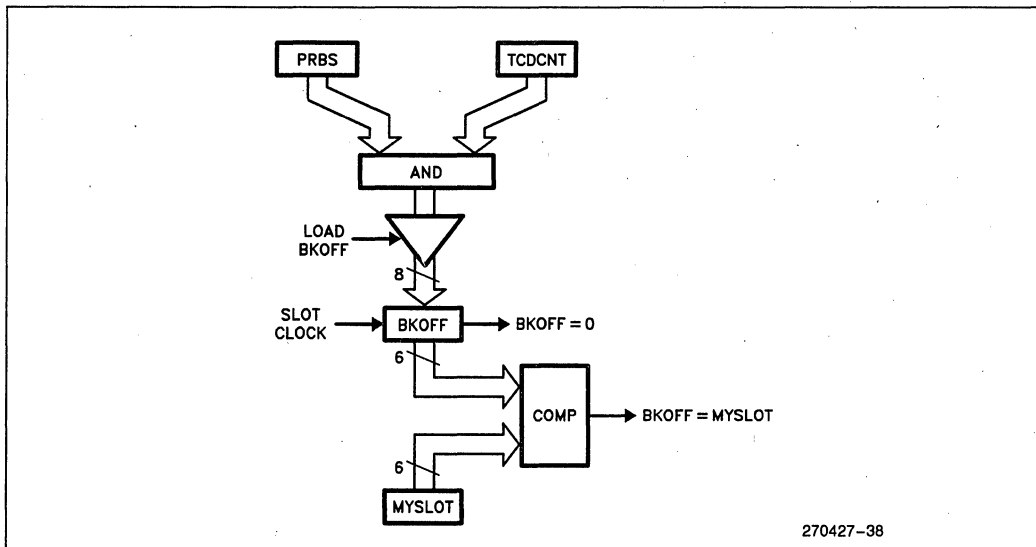 PRBS
TCDCNT
AND
LOAD
BKOFF
8
SLOT
CLOCK
BKOFF
BKOFF = 0
6
COMP
BKOFF = MYSLOT
6
MYSLOT
270427-38